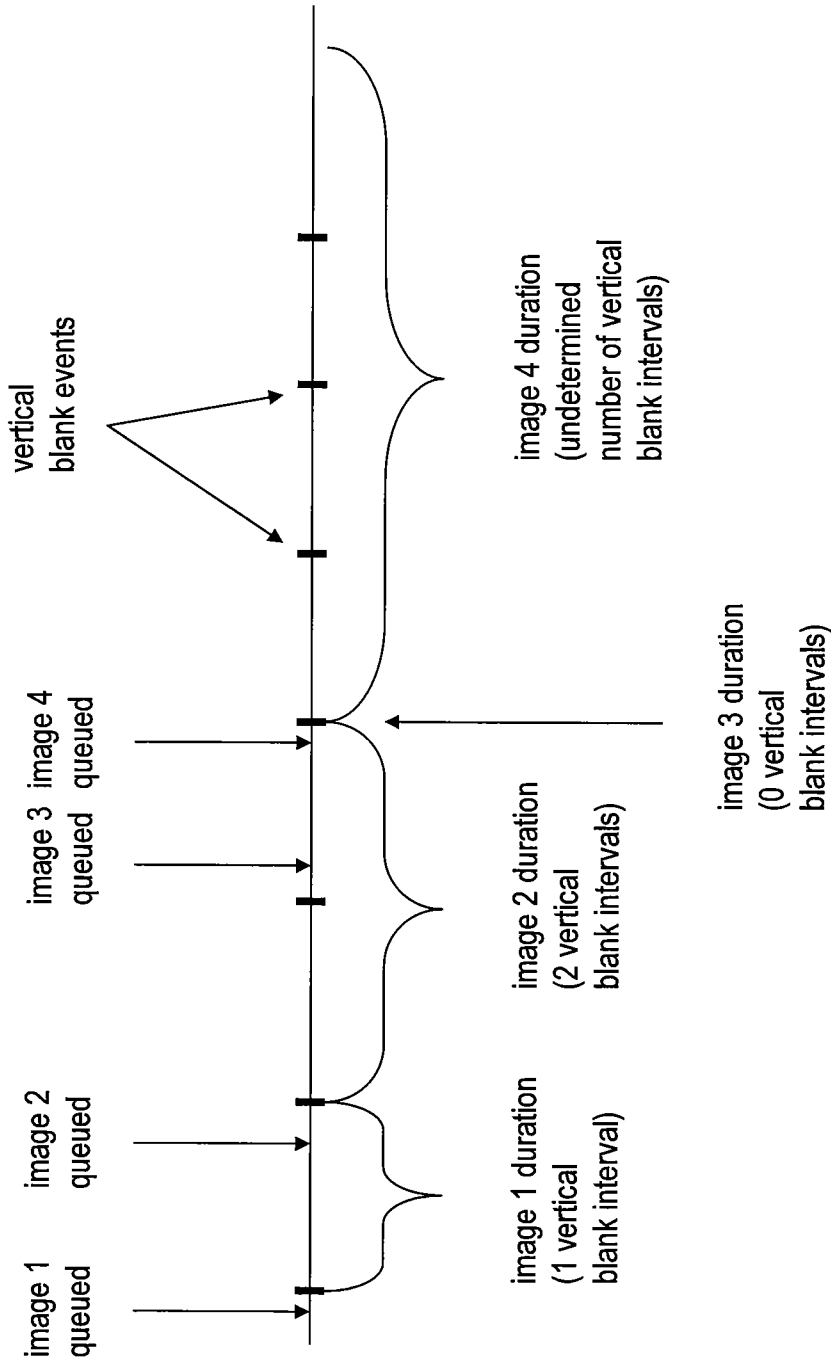 image 1
queued
image 2
queued
image 3
queued
image 4
queued
vertical
blank events
image 1 duration
(1 vertical
blank interval)
image 2 duration
(2 vertical
blank intervals)
image 3 duration
(0 vertical
blank intervals)
image 4 duration
(undetermined
number of vertical
blank intervals)